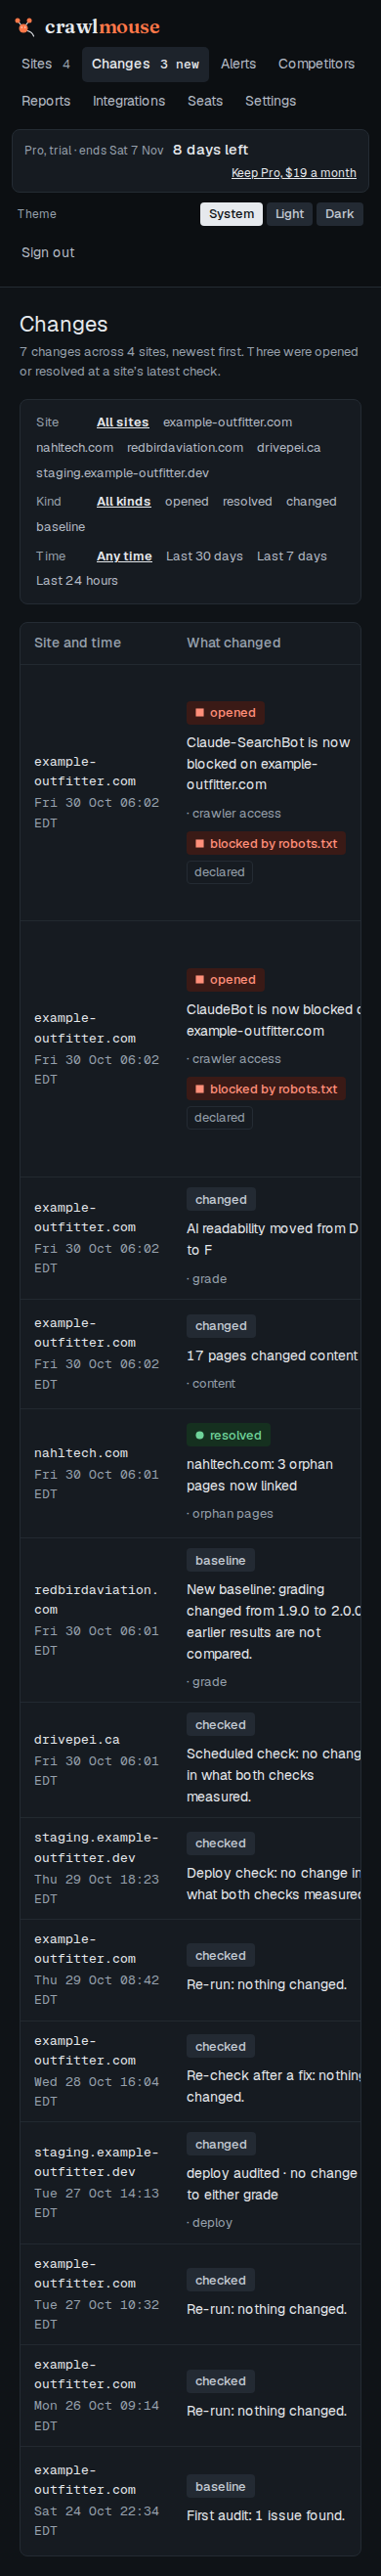 crawlmouse
Sites 4 Changes 3 new Alerts Competitors
Reports Integrations Seats Settings
Pro, trial · ends Sat 7 Nov 8 days left
Keep Pro, $19 a month
Theme System Light Dark
Sign out
Changes
7 changes across 4 sites, newest first. Three were opened
or resolved at a site's latest check.
Site All sites example-outfitter.com
nahltech.com redbirdaviation.com drivepei.ca
staging.example-outfitter.dev
Kind All kinds opened resolved changed
baseline
Time Any time Last 30 days Last 7 days
Last 24 hours
Site and time What changed
example-
outfitter.com
Fri 30 Oct 06:02
EDT
opened
Claude-SearchBot is now
blocked on example-
outfitter.com
· crawler access
blocked by robots.txt
declared
example-
outfitter.com
Fri 30 Oct 06:02
EDT
opened
ClaudeBot is now blocked
example-outfitter.com
· crawler access
blocked by robots.txt
declared
example-
outfitter.com
Fri 30 Oct 06:02
EDT
changed
AI readability moved from D
to F
· grade
example-
outfitter.com
Fri 30 Oct 06:02
EDT
changed
17 pages changed content
· content
nahltech.com
Fri 30 Oct 06:01
EDT
resolved
nahltech.com: 3 orphan
pages now linked
· orphan pages
redbirdaviation.
com
Fri 30 Oct 06:01
EDT
baseline
New baseline: grading
changed from 1.9.0 to 2.0.0
earlier results are not
compared.
· grade
drivepei.ca
Fri 30 Oct 06:01
EDT
checked
Scheduled check: no chang
in what both checks
measured.
staging.example-
outfitter.dev
Thu 29 Oct 18:23
EDT
checked
Deploy check: no change in
what both checks measured
example-
outfitter.com
Thu 29 Oct 08:42
EDT
checked
Re-run: nothing changed.
example-
outfitter.com
Wed 28 Oct 16:04
EDT
checked
Re-check after a fix: nothing
changed.
staging.example-
outfitter.dev
Tue 27 Oct 14:13
EDT
changed
deploy audited · no change
to either grade
· deploy
example-
outfitter.com
Tue 27 Oct 10:32
EDT
checked
Re-run: nothing changed.
example-
outfitter.com
Mon 26 Oct 09:14
EDT
checked
Re-run: nothing changed.
example-
outfitter.com
Sat 24 Oct 22:34
EDT
baseline
First audit: 1 issue found.